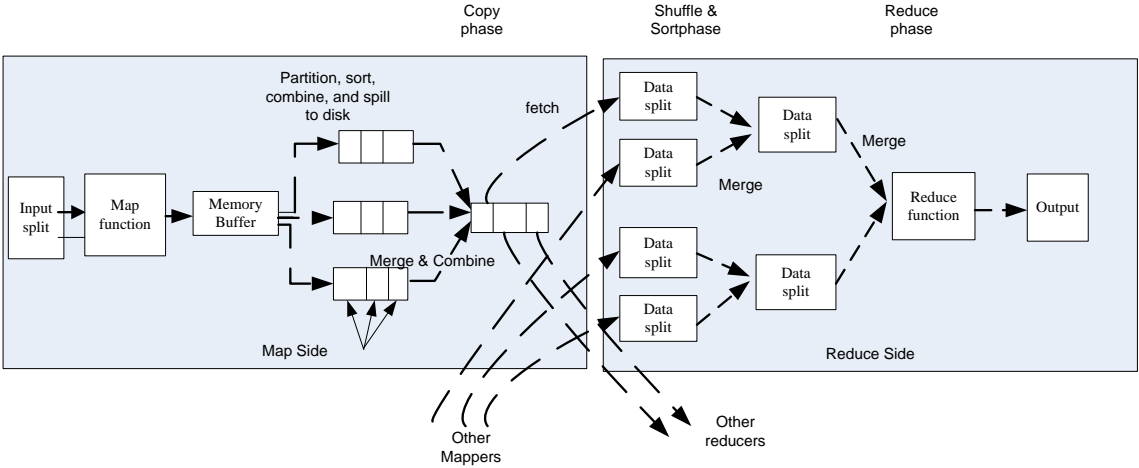 Copy
phase
Shuffle &
Sortphase
Reduce
phase
Partition, sort,
combine, and spill
to disk
fetch
Input
split
Map
function
Memory
Buffer
Merge & Combine
Map Side
Data
split
Data
split
Data
split
Data
split
Merge
Data
split
Data
split
Merge
Reduce
function
Output
Reduce Side
Other
Mappers
Other
reducers